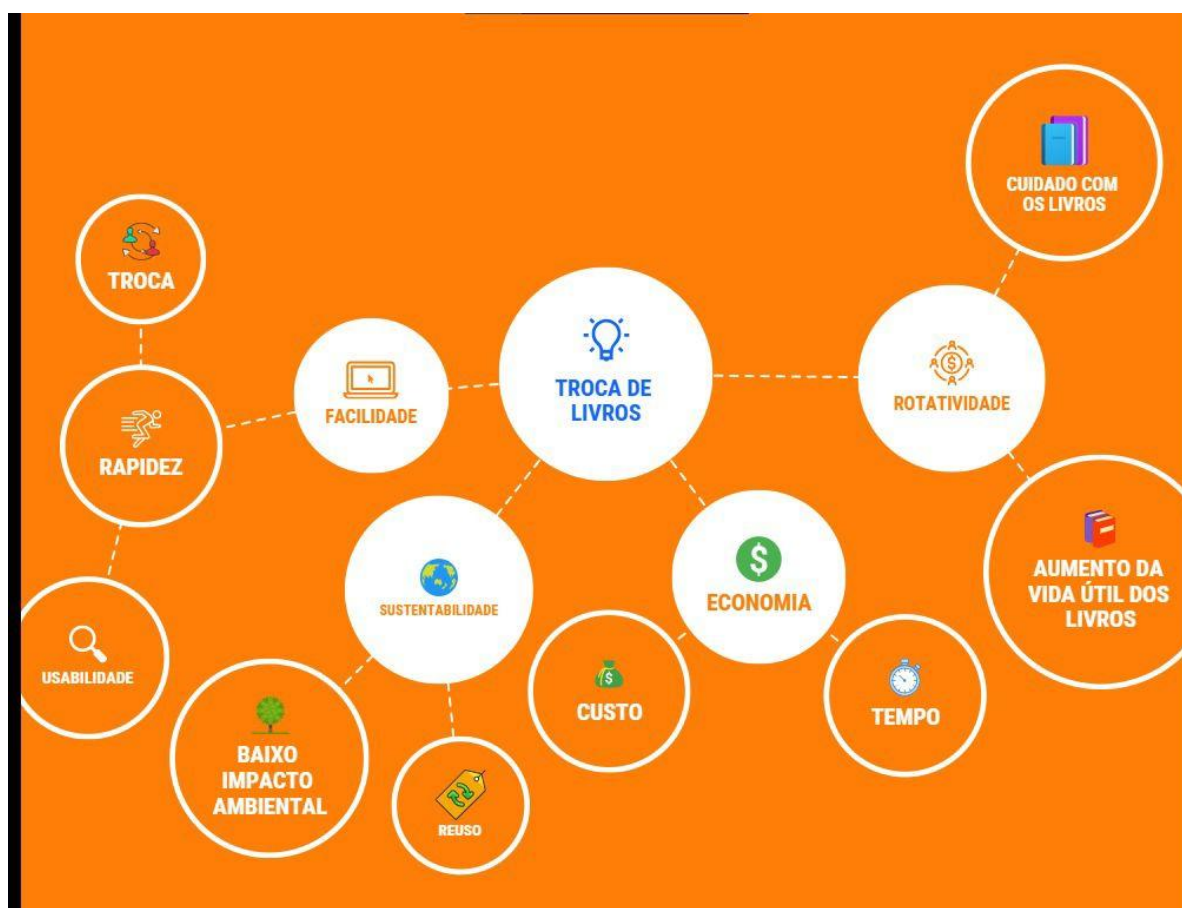 CUIDADO COM
OS LIVROS
TROCA
TROCA DE
LIVROS
FACILIDADE
ROTATIVIDADE
RAPIDEZ
AUMENTO DA
VIDA ÚTIL DOS
LIVROS
SUSTENTABILIDADE
ECONOMIA
USABILIDADE
CUSTO
TEMPO
BAIXO
IMPACTO
AMBIENTAL
REUSO